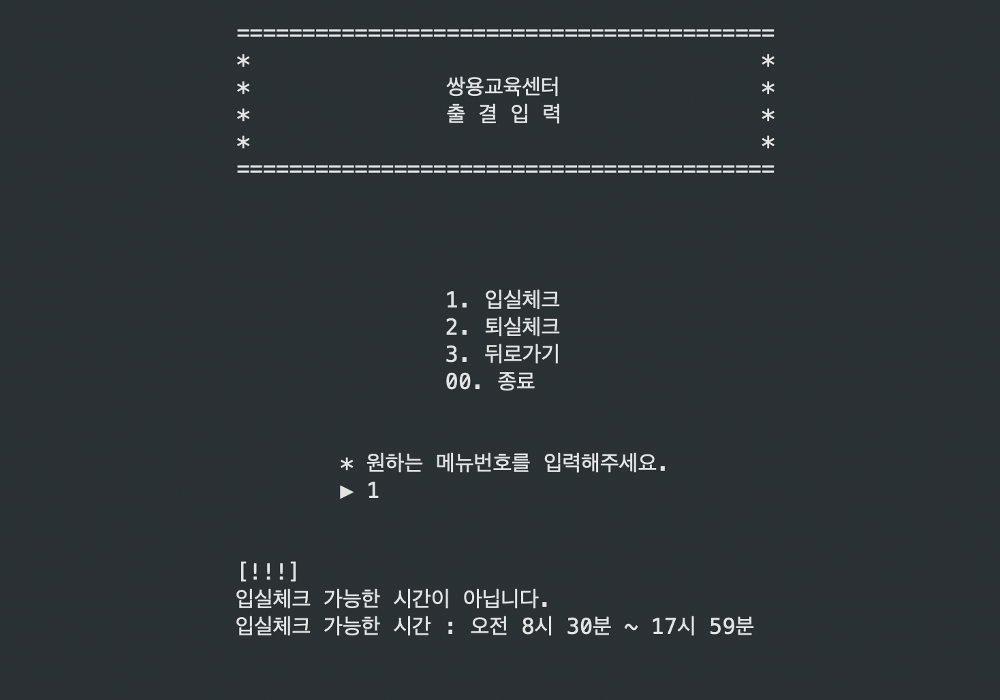 =========================================
* *
* 쌍용교육센터 *
* 출 결 입 력 *
* *
=========================================
1. 입실체크
2. 퇴실체크
3. 뒤로가기
00. 종료
* 원하는 메뉴번호를 입력해주세요.
▶ 1
[!!!]
입실체크 가능한 시간이 아닙니다.
입실체크 가능한 시간 : 오전 8시 30분 ~ 17시 59분